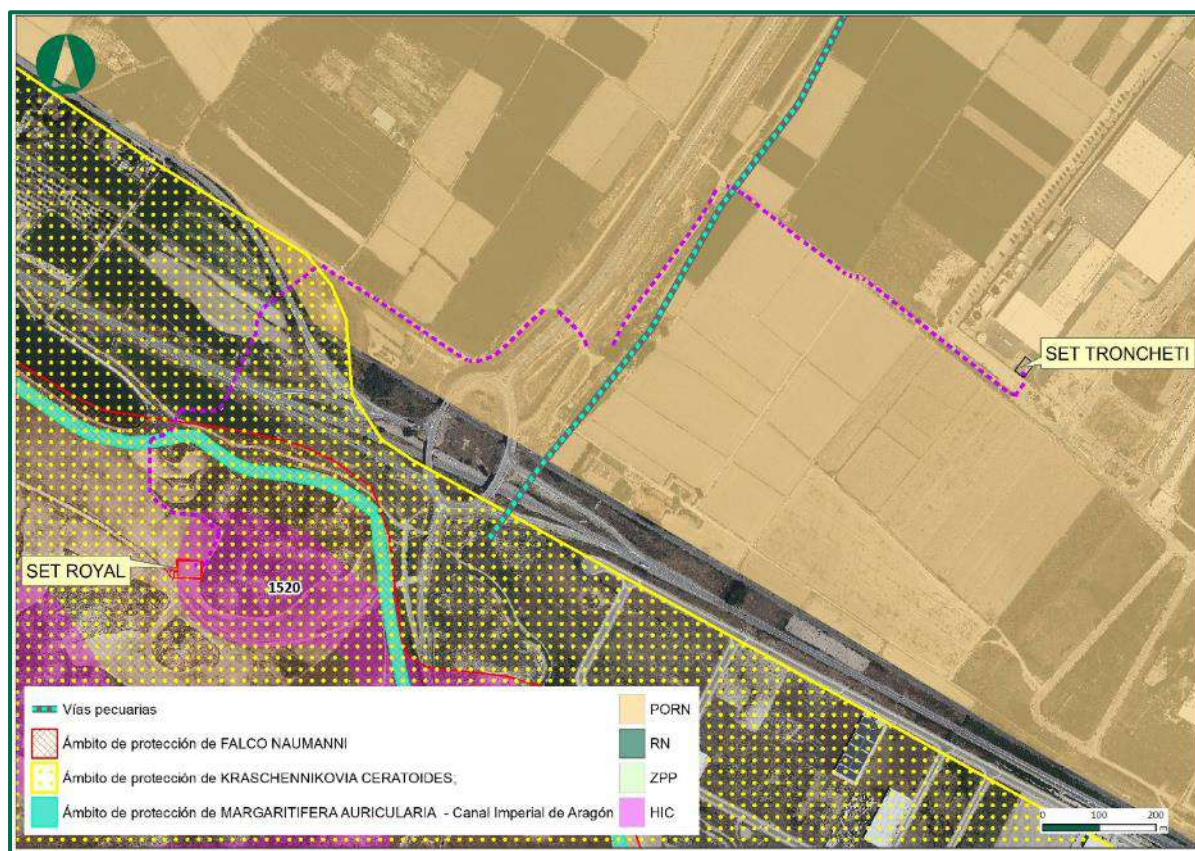 SET TRONCHETI
SET ROYAL
1520
Vías pecuarias
Ámbito de protección de FALCO NAUMANNI
Ámbito de protección de KRASCHENNIKOVIA CERATOIDES;
Ámbito de protección de MARGARITIFERA AURICULARIA - Canal Imperial de Aragón
PORN
RN
ZPP
HIC
0 100 200
m